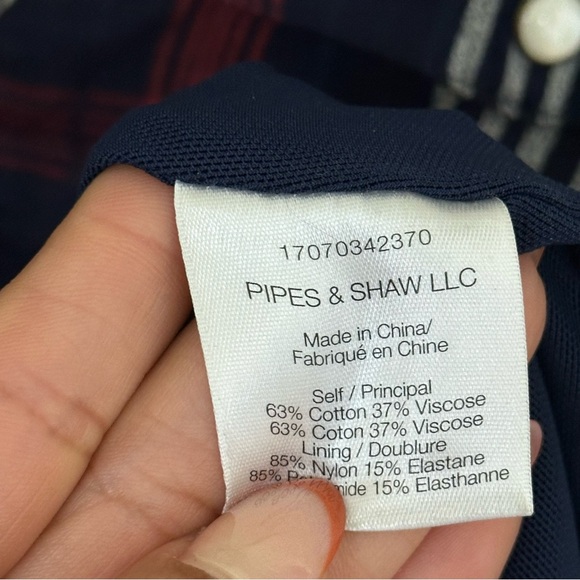 17070342370
PIPES & SHAW LLC
Made in China/
Fabriqué en Chine
Self / Principal
63% Cotton 37% Viscose
63% Coton 37% Viscose
Lining / Doublure
85% Nylon 15% Elastane
85% 15% Elasthanne